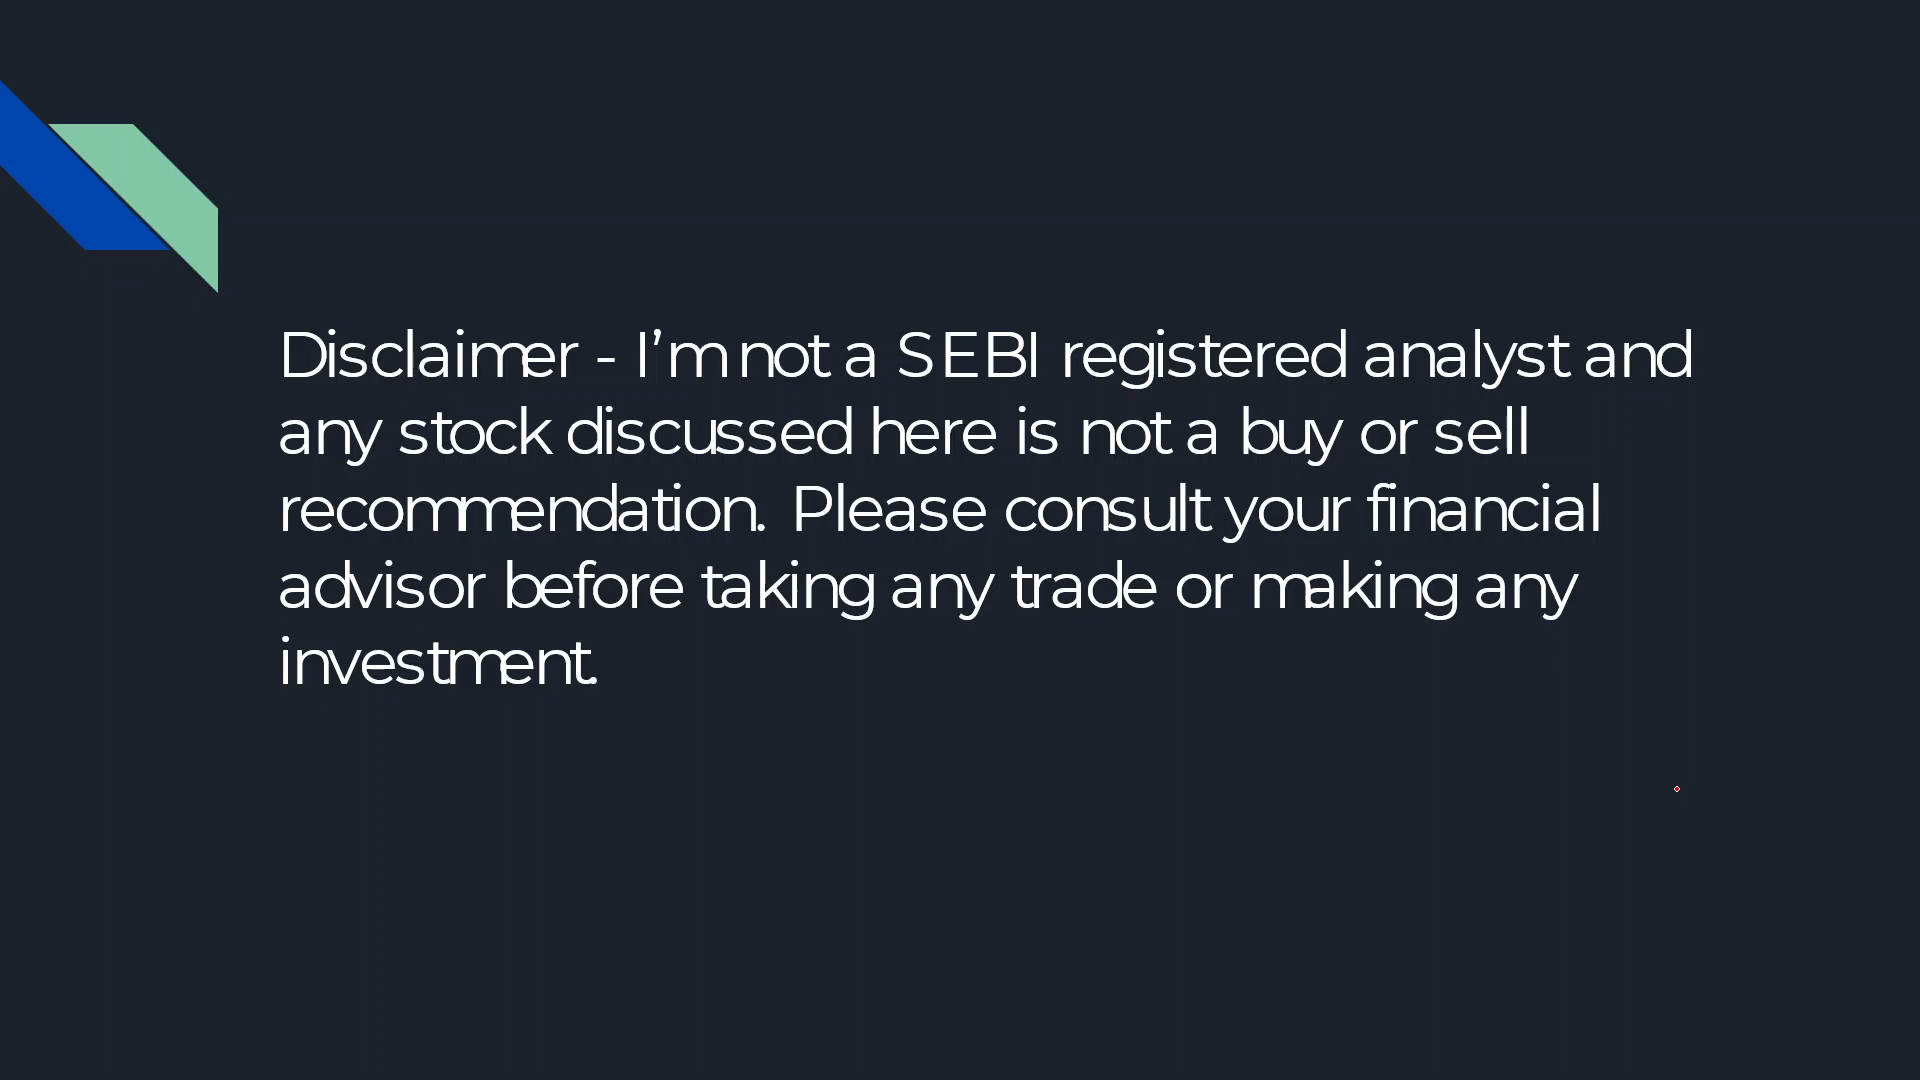 Disclaimer - I’m not a SEBI registered analyst and
any stock discussed here is not a buy or sell
recommendation. Please consult your financial
advisor before taking any trade or making any
investment.